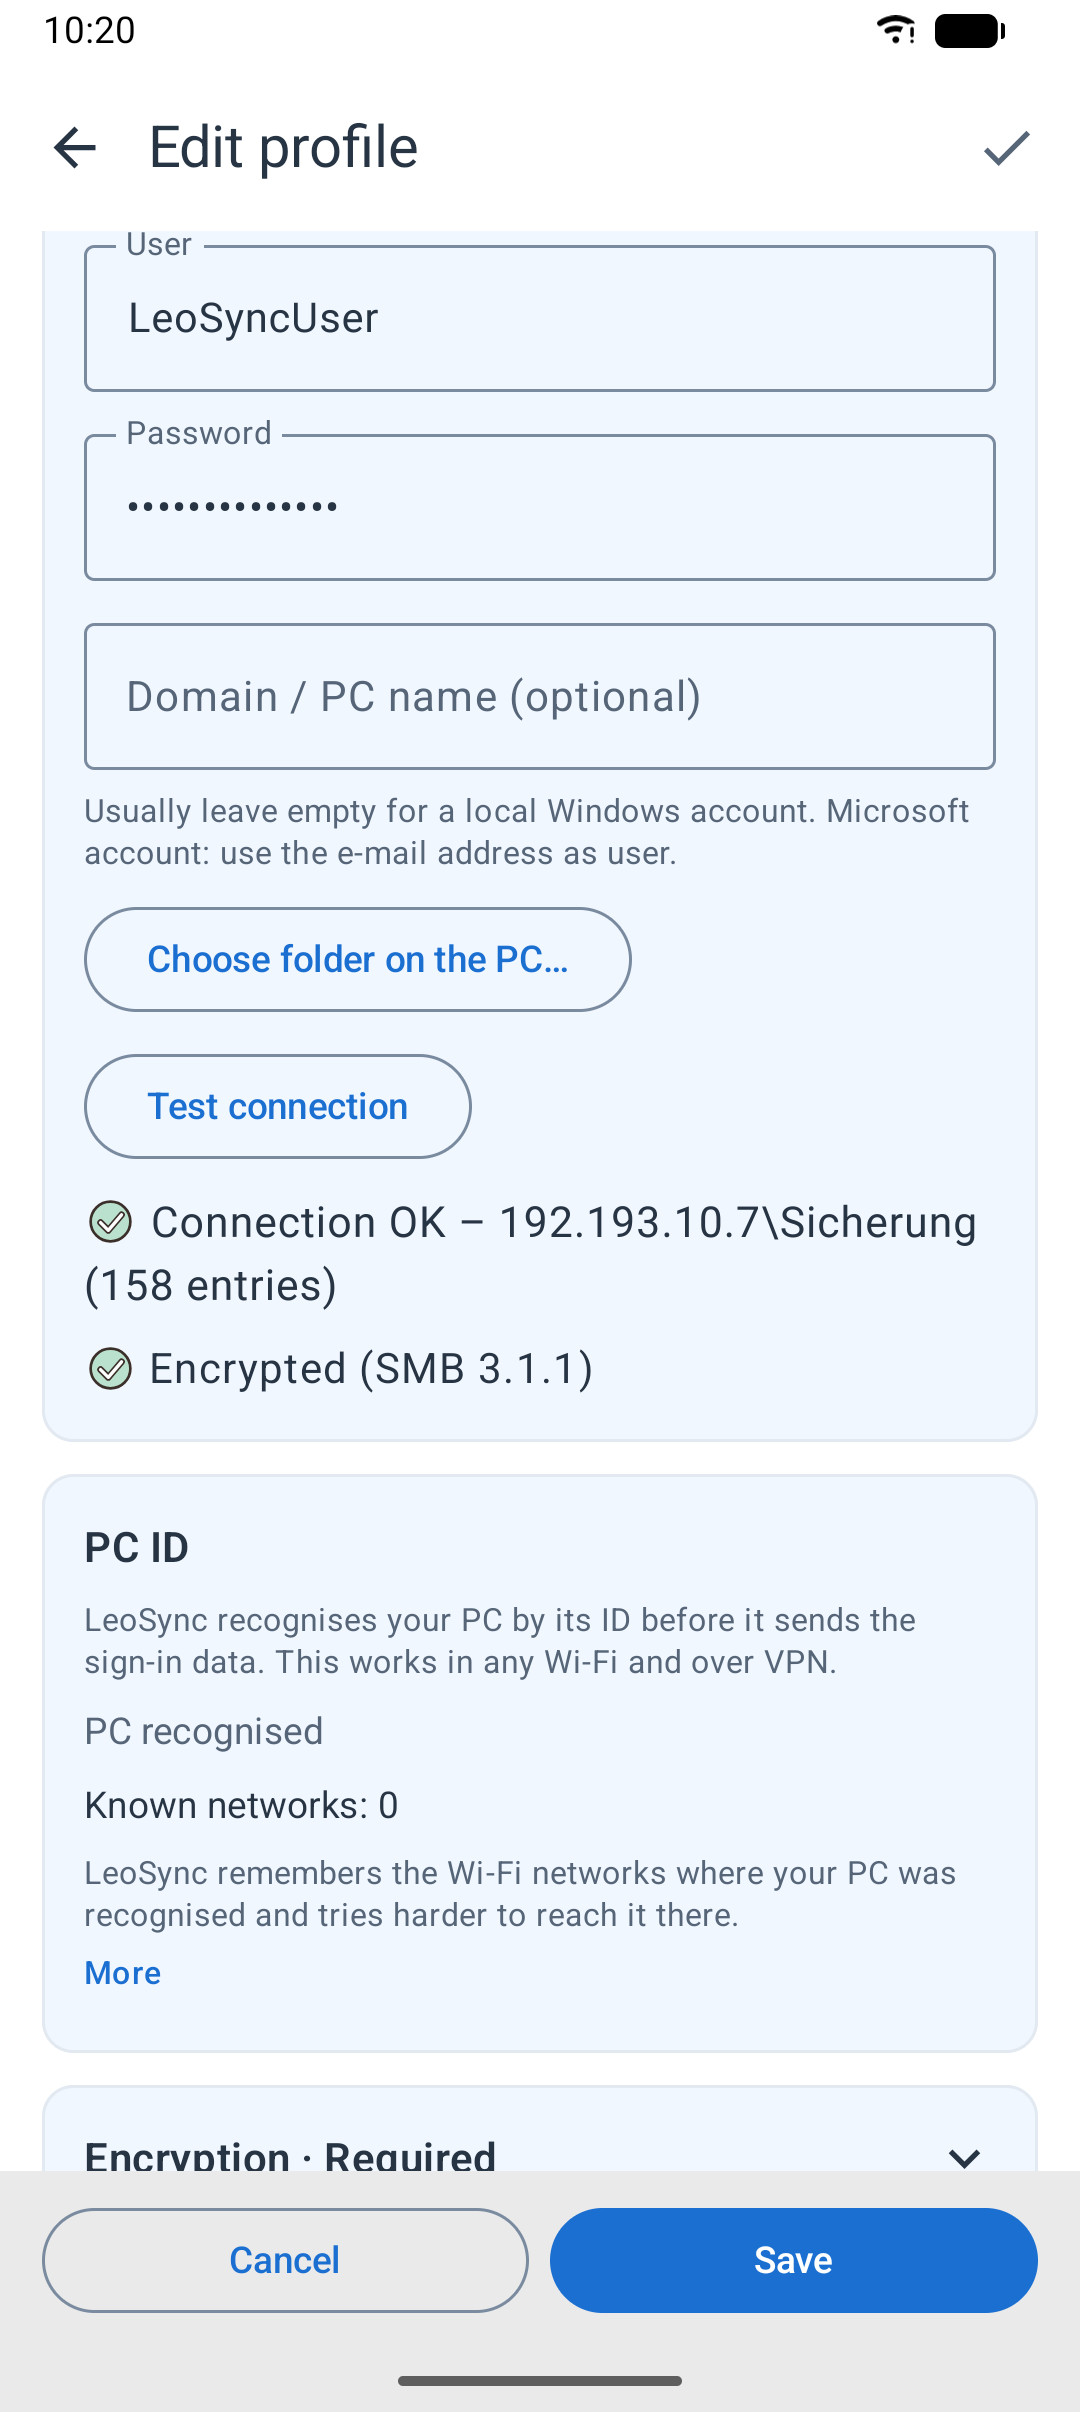 10:20
Edit profile
User
LeoSyncUser
Password
••••••••••••••
Domain / PC name (optional)
Usually leave empty for a local Windows account. Microsoft
account: use the e-mail address as user.
Choose folder on the PC...
Test connection
Connection OK – 192.193.10.7\Sicherung
(158 entries)
Encrypted (SMB 3.1.1)
PC ID
LeoSync recognises your PC by its ID before it sends the
sign-in data. This works in any Wi-Fi and over VPN.
PC recognised
Known networks: 0
LeoSync remembers the Wi-Fi networks where your PC was
recognised and tries harder to reach it there.
More
Encryption · Required
Cancel
Save